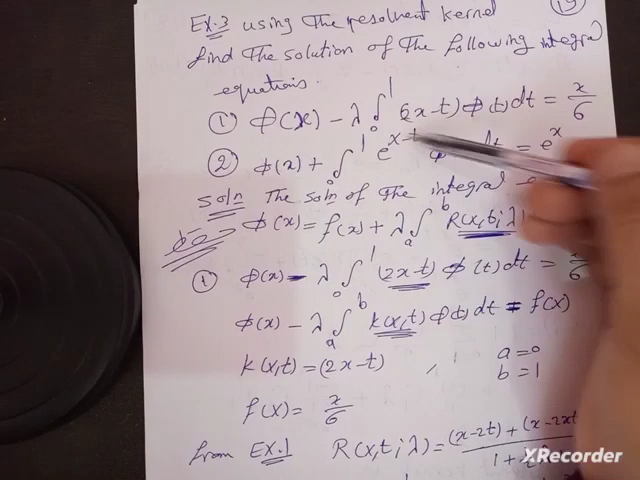 19
Ex.3 using The resolvent kernel
find The solution of The following integral
equations.
① ϕ(x) - λ ∫₀¹ (2x-t) ϕ(t) dt = x/6
② ϕ(x) + ∫₀¹ e^x-t dt = e^x
Soln The soln of The integral
ϕ(x) = f(x) + λ ∫ₐᵇ R(x,t;λ)
① ϕ(x) - λ ∫₀¹ (2x-t) ϕ(t) dt = x/6
ϕ(x) - λ ∫ₐᵇ k(x,t) ϕ(t) dt = f(x)
k(x,t) = (2x-t) , a=0
b=1
f(x) = x/6
from EX.1 R(x,t;λ) = (x-2t) + (x-2xt / 1+
XRecorder